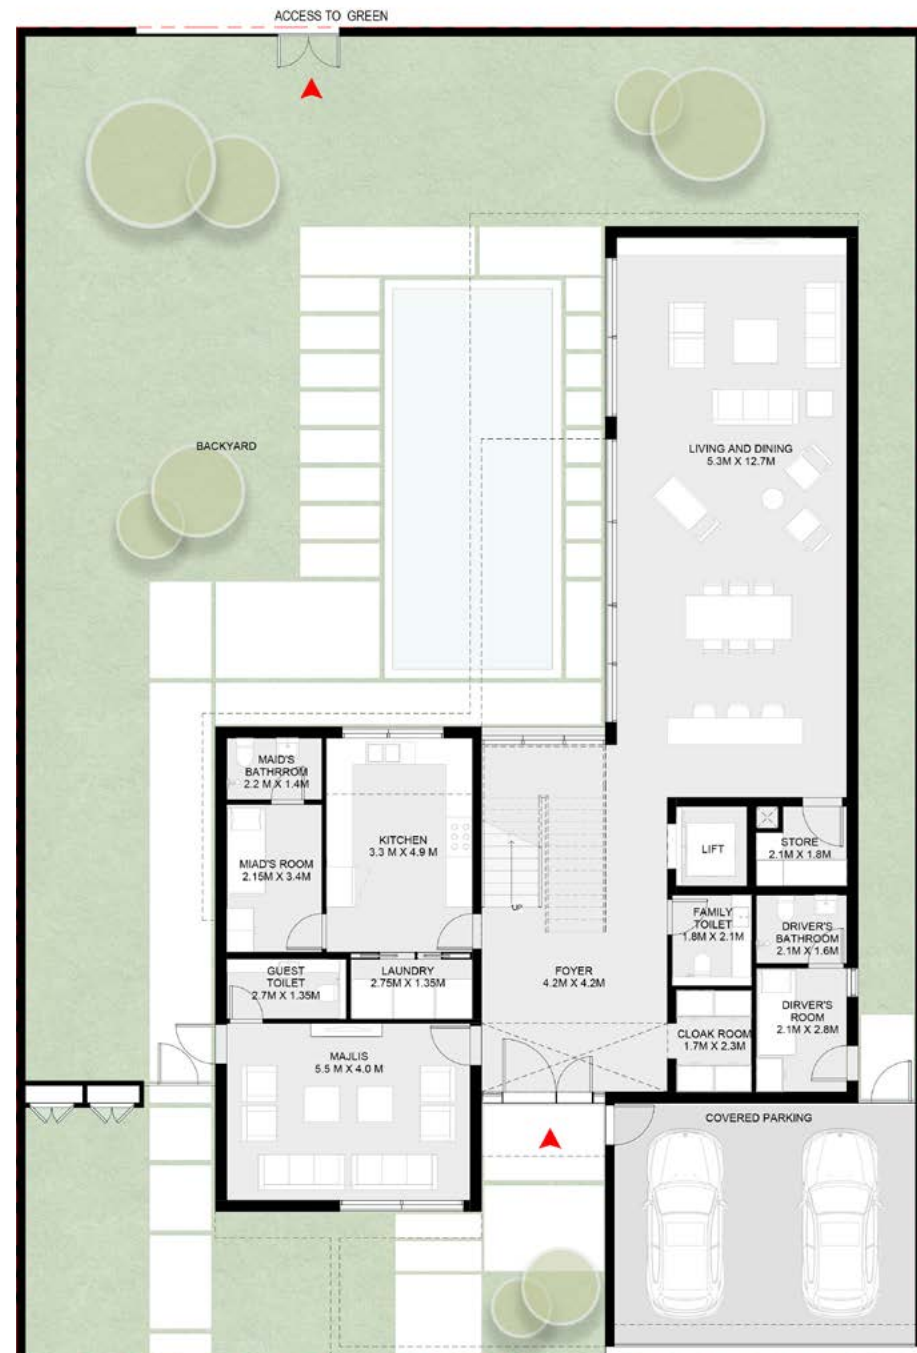 ACCESS TO GREEN
BACKYARD
LIVING AND DINING
5.3M X 12.7M
MAID'S
BATHRROM
2.2 M X 1.4M
KITCHEN
3.3 M X 4.9 M
MIAD'S ROOM
2.15M X 3.4M
LIFT
STORE
2.1M X 1.8M
UP
FAMILY
TOILET
1.8M X 2.1M
DRIVER'S
BATHROOM
2.1M X 1.6M
GUEST
TOILET
2.7M X 1.35M
LAUNDRY
2.75M X 1.35M
FOYER
4.2M X 4.2M
DIRVER'S
ROOM
2.1M X 2.8M
CLOAK ROOM
1.7M X 2.3M
MAJLIS
5.5 M X 4.0 M
COVERED PARKING